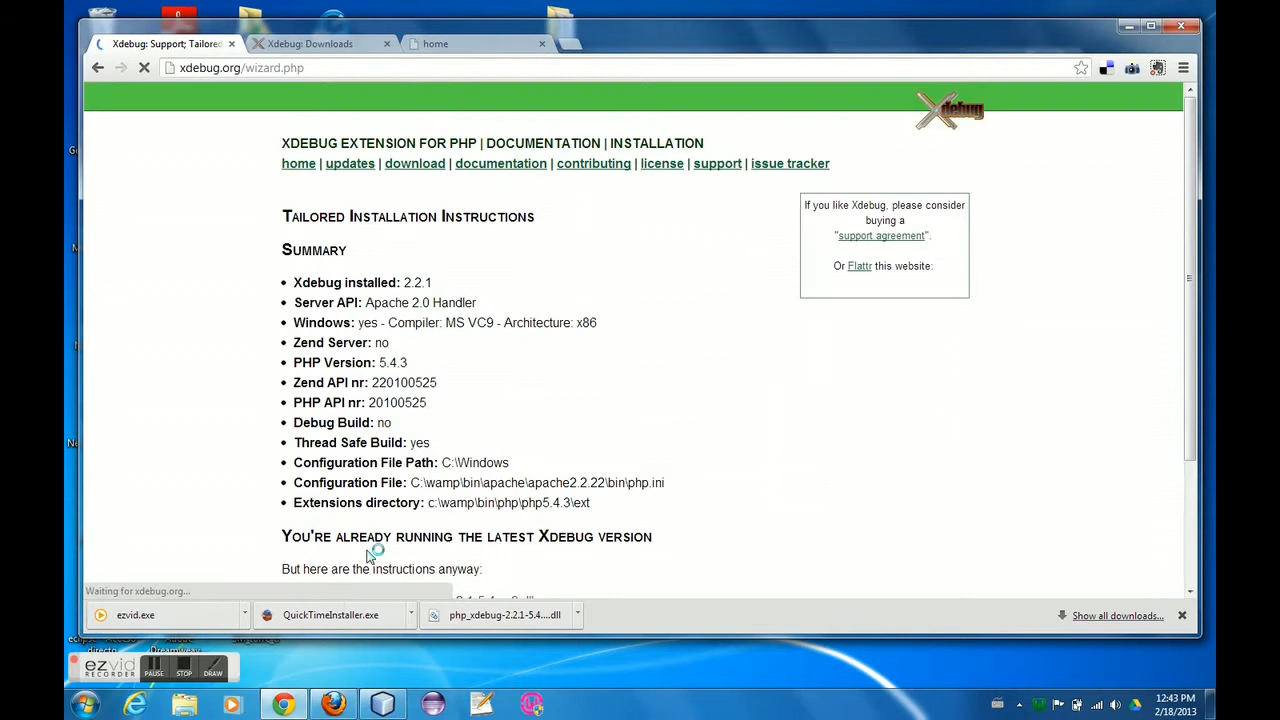 Xdebug: Support; Tailored
Xdebug: Downloads
home
xdebug.org/wizard.php
Xdebug
XDEBUG EXTENSION FOR PHP | DOCUMENTATION | INSTALLATION
home | updates | download | documentation | contributing | license | support | issue tracker
If you like Xdebug, please consider
buying a
"support agreement".
Or Flattr this website:
TAILORED INSTALLATION INSTRUCTIONS
SUMMARY
Xdebug installed: 2.2.1
Server API: Apache 2.0 Handler
Windows: yes - Compiler: MS VC9 - Architecture: x86
Zend Server: no
PHP Version: 5.4.3
Zend API nr: 220100525
PHP API nr: 20100525
Debug Build: no
Thread Safe Build: yes
Configuration File Path: C:\Windows
Configuration File: C:\wamp\bin\apache\apache2.2.22\bin\php.ini
Extensions directory: c:\wamp\bin\php\php5.4.3\ext
YOU'RE ALREADY RUNNING THE LATEST XDEBUG VERSION
But here are the instructions anyway:
Waiting for xdebug.org...
ezvid.exe
QuickTimeInstaller.exe
php_xdebug-2.2.1-5.4....dll
Show all downloads...
ezvid
RECORDER
PAUSE
STOP
DRAW
12:43 PM
2/18/2013